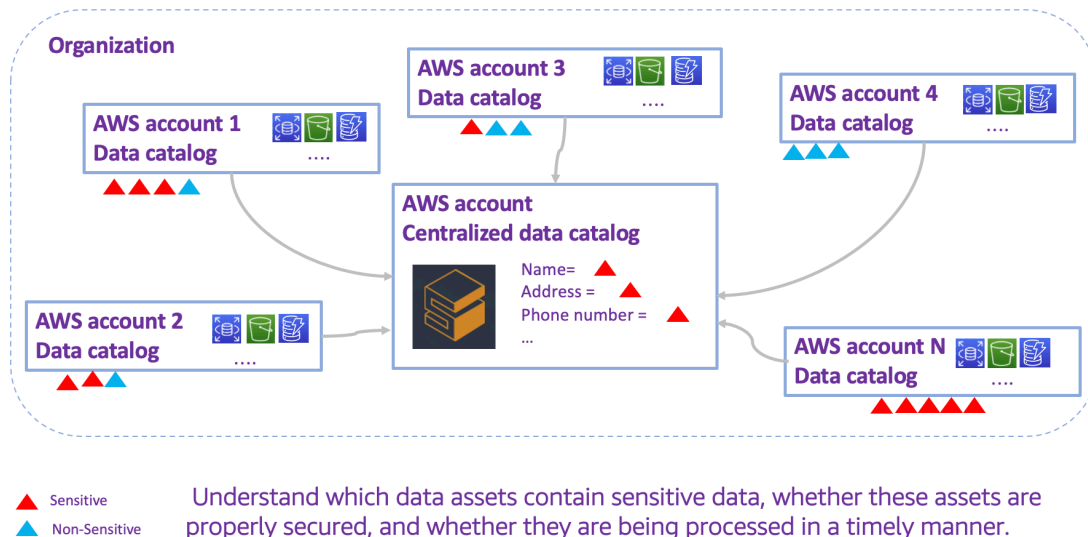 Organization
AWS account 1
Data catalog
....
AWS account 3
Data catalog
....
AWS account 4
Data catalog
....
AWS account
Centralized data catalog
Name=
Address =
Phone number =
...
AWS account 2
Data catalog
....
AWS account N
Data catalog
....
Sensitive
Non-Sensitive
Understand which data assets contain sensitive data, whether these assets are
properly secured, and whether they are being processed in a timely manner.